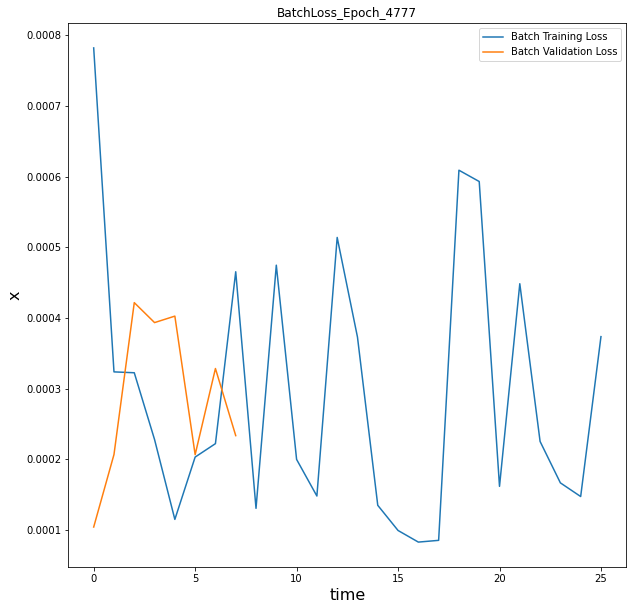 BatchLoss_Epoch_4777
Batch Training Loss
Batch Validation Loss
0.0008
0.0007
0.0006
0.0005
0.0004
0.0003
0.0002
0.0001
x
0 5 10 15 20 25
time